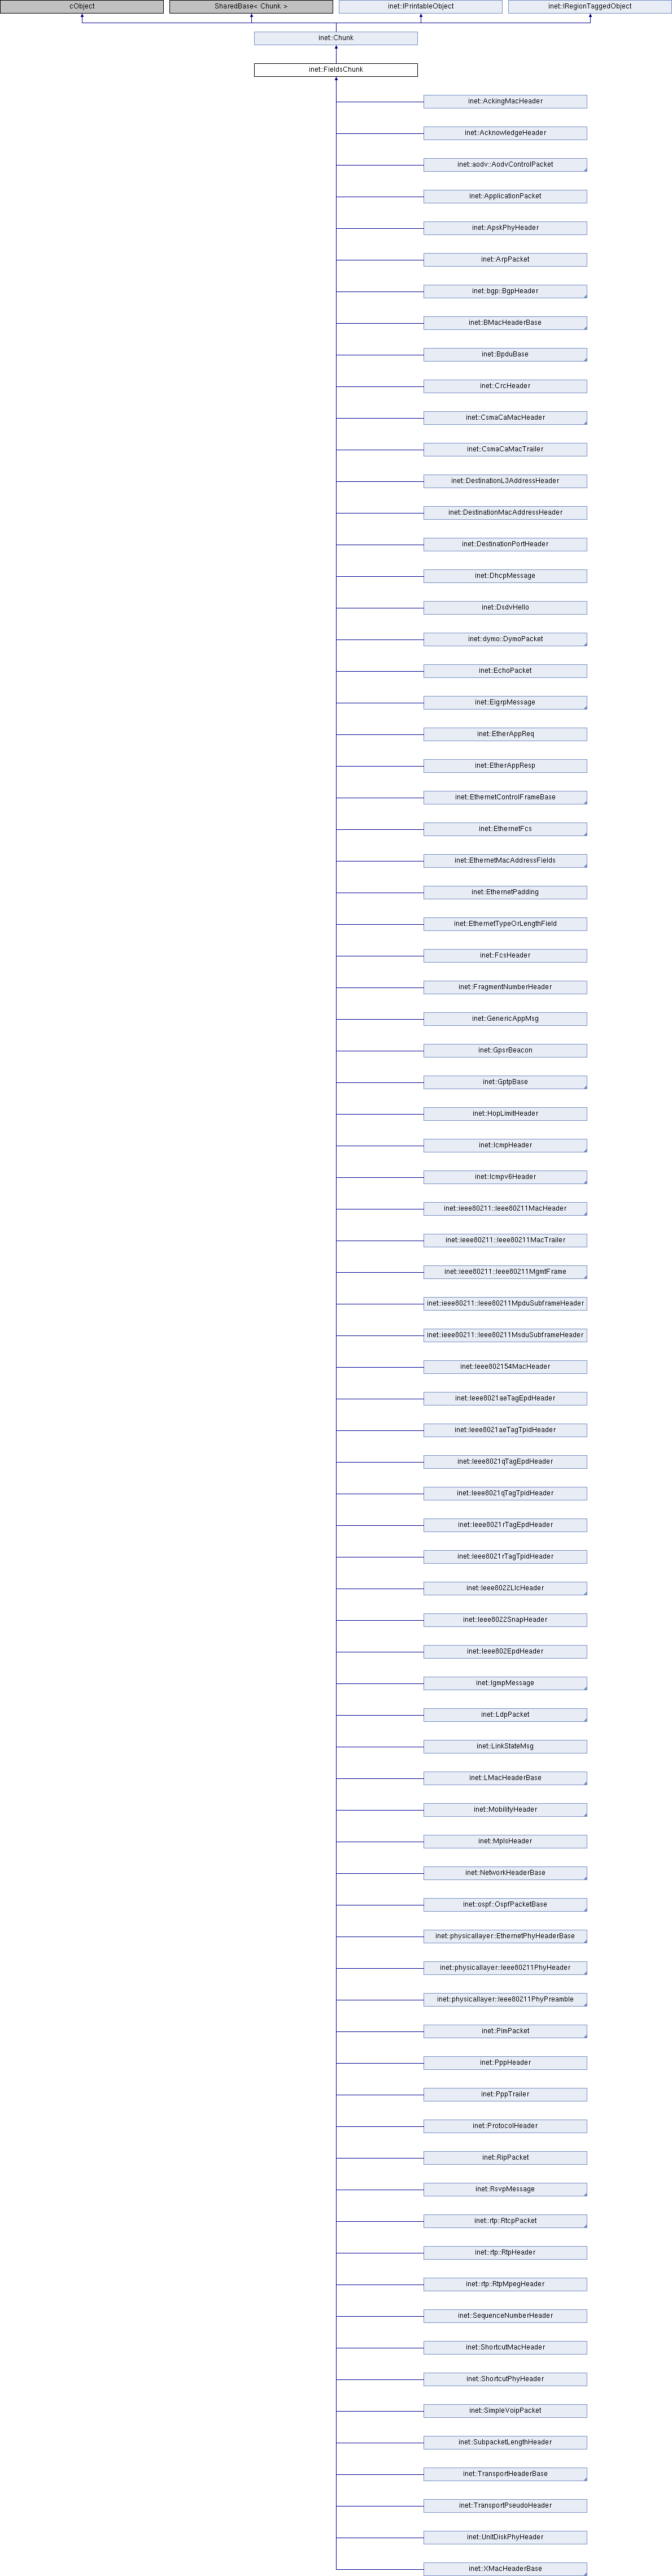 cObject
SharedBase< Chunk >
inet::IPrintableObject
inet::IRegionTaggedObject
inet::Chunk
inet::FieldsChunk
inet::AckingMacHeader
inet::AcknowledgeHeader
inet::aodv::AodvControlPacket
inet::ApplicationPacket
inet::ApskPhyHeader
inet::ArpPacket
inet::bgp::BgpHeader
inet::BMacHeaderBase
inet::BpduBase
inet::CrcHeader
inet::CsmaCaMacHeader
inet::CsmaCaMacTrailer
inet::DestinationL3AddressHeader
inet::DestinationMacAddressHeader
inet::DestinationPortHeader
inet::DhcpMessage
inet::DsdvHello
inet::dymo::DymoPacket
inet::EchoPacket
inet::EigrpMessage
inet::EtherAppReq
inet::EtherAppResp
inet::EthernetControlFrameBase
inet::EthernetFcs
inet::EthernetMacAddressFields
inet::EthernetPadding
inet::EthernetTypeOrLengthField
inet::FcsHeader
inet::FragmentNumberHeader
inet::GenericAppMsg
inet::GpsrBeacon
inet::GptpBase
inet::HopLimitHeader
inet::IcmpHeader
inet::Icmpv6Header
inet::ieee80211::Ieee80211MacHeader
inet::ieee80211::Ieee80211MacTrailer
inet::ieee80211::Ieee80211MgmtFrame
inet::ieee80211::Ieee80211MpduSubframeHeader
inet::ieee80211::Ieee80211MsduSubframeHeader
inet::Ieee802154MacHeader
inet::Ieee8021aeTagEpdHeader
inet::Ieee8021aeTagTpidHeader
inet::Ieee8021qTagEpdHeader
inet::Ieee8021qTagTpidHeader
inet::Ieee8021rTagEpdHeader
inet::Ieee8021rTagTpidHeader
inet::Ieee8022LlcHeader
inet::Ieee8022SnapHeader
inet::Ieee802EpdHeader
inet::IgmpMessage
inet::LdpPacket
inet::LinkStateMsg
inet::LMacHeaderBase
inet::MobilityHeader
inet::MplsHeader
inet::NetworkHeaderBase
inet::ospf::OspfPacketBase
inet::physicallayer::EthernetPhyHeaderBase
inet::physicallayer::Ieee80211PhyHeader
inet::physicallayer::Ieee80211PhyPreamble
inet::PimPacket
inet::PppHeader
inet::PppTrailer
inet::ProtocolHeader
inet::RipPacket
inet::RsvpMessage
inet::rtp::RtcpPacket
inet::rtp::RtpHeader
inet::rtp::RtpMpegHeader
inet::SequenceNumberHeader
inet::ShortcutMacHeader
inet::ShortcutPhyHeader
inet::SimpleVoipPacket
inet::SubpacketLengthHeader
inet::TransportHeaderBase
inet::TransportPseudoHeader
inet::UnitDiskPhyHeader
inet::XMacHeaderBase